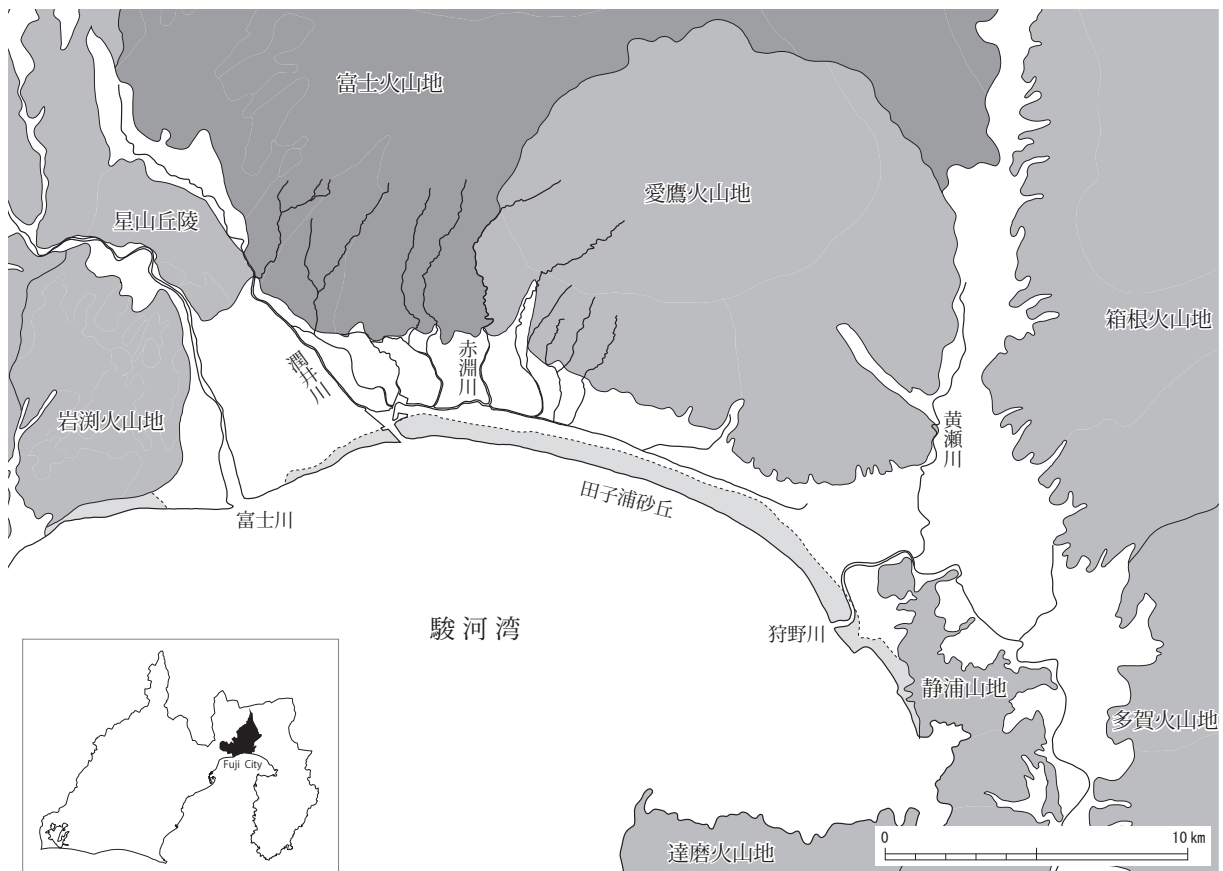 富士火山地
愛鷹火山地
星山丘陵
箱根火山地
赤淵川
潤井川
岩渕火山地
黄瀬川
田子浦砂丘
富士川
駿河湾
狩野川
静浦山地
多賀火山地
Fuji City
達磨火山地
0 10 km